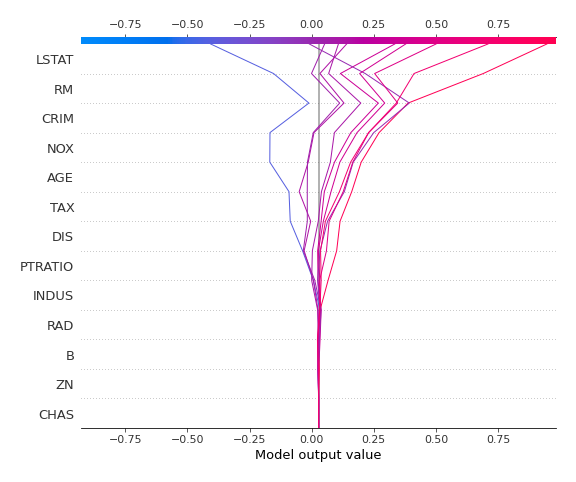 −0.75 −0.50 −0.25 0.00 0.25 0.50 0.75
LSTAT
RM
CRIM
NOX
AGE
TAX
DIS
PTRATIO
INDUS
RAD
B
ZN
CHAS
−0.75 −0.50 −0.25 0.00 0.25 0.50 0.75
Model output value